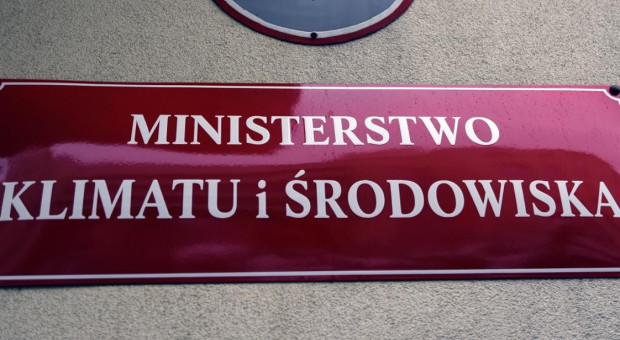 MINISTERSTWO
KLIMATU i ŚRODOWISKA